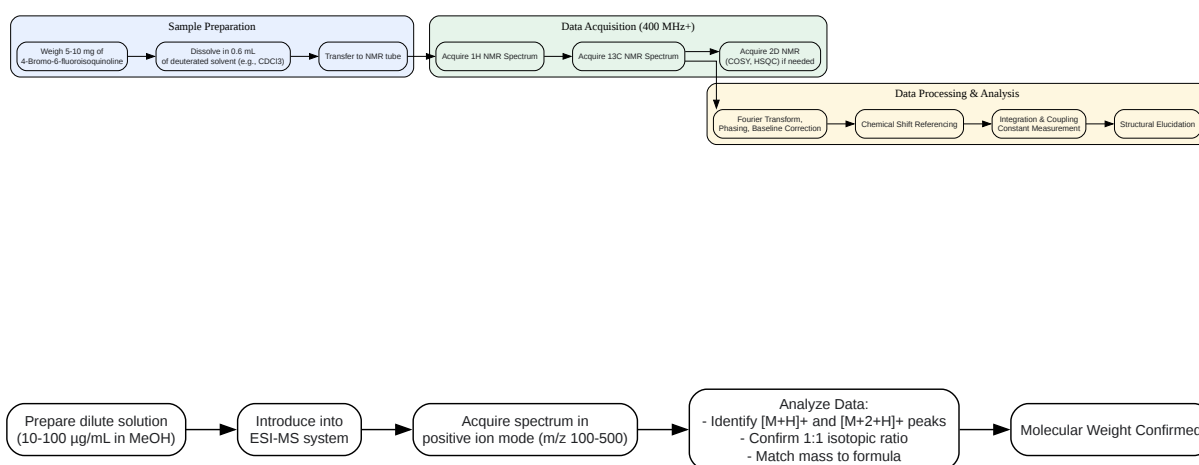 Sample Preparation
Weigh 5-10 mg of
4-Bromo-6-fluoroisoquinoline
Dissolve in 0.6 mL
of deuterated solvent (e.g., CDCl3)
Transfer to NMR tube
Data Acquisition (400 MHz+)
Acquire 1H NMR Spectrum
Acquire 13C NMR Spectrum
Acquire 2D NMR
(COSY, HSQC) if needed
Data Processing & Analysis
Fourier Transform,
Phasing, Baseline Correction
Chemical Shift Referencing
Integration & Coupling
Constant Measurement
Structural Elucidation
Prepare dilute solution
(10-100 µg/mL in MeOH)
Introduce into
ESI-MS system
Acquire spectrum in
positive ion mode (m/z 100-500)
Analyze Data:
- Identify [M+H]+ and [M+2+H]+ peaks
- Confirm 1:1 isotopic ratio
- Match mass to formula
Molecular Weight Confirmed